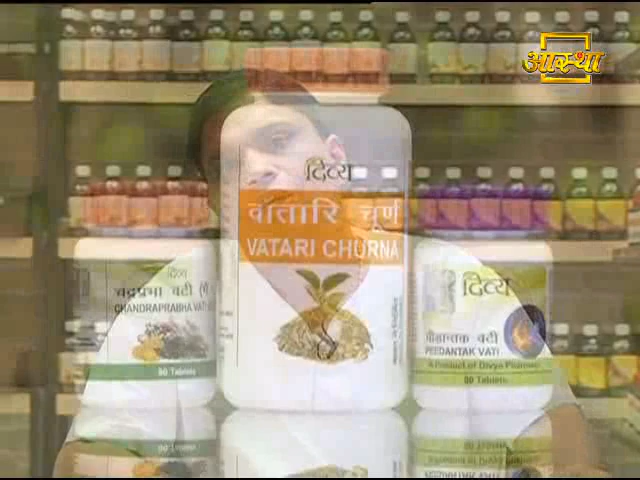 आस्था
दिव्य
वातारि चूर्ण
VATARI CHURNA
दिव्य
चन्द्रप्रभा वटी
CHANDRAPRABHA VATI
80 Tablets
दिव्य
पीडान्तक वटी
PEEDANTAK VATI
A Product of Divya Pharmacy
80 Tablets